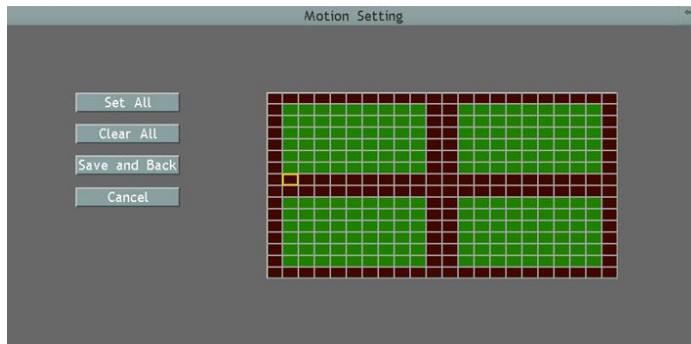 Motion Setting
Set All
Clear All
Save and Back
Cancel